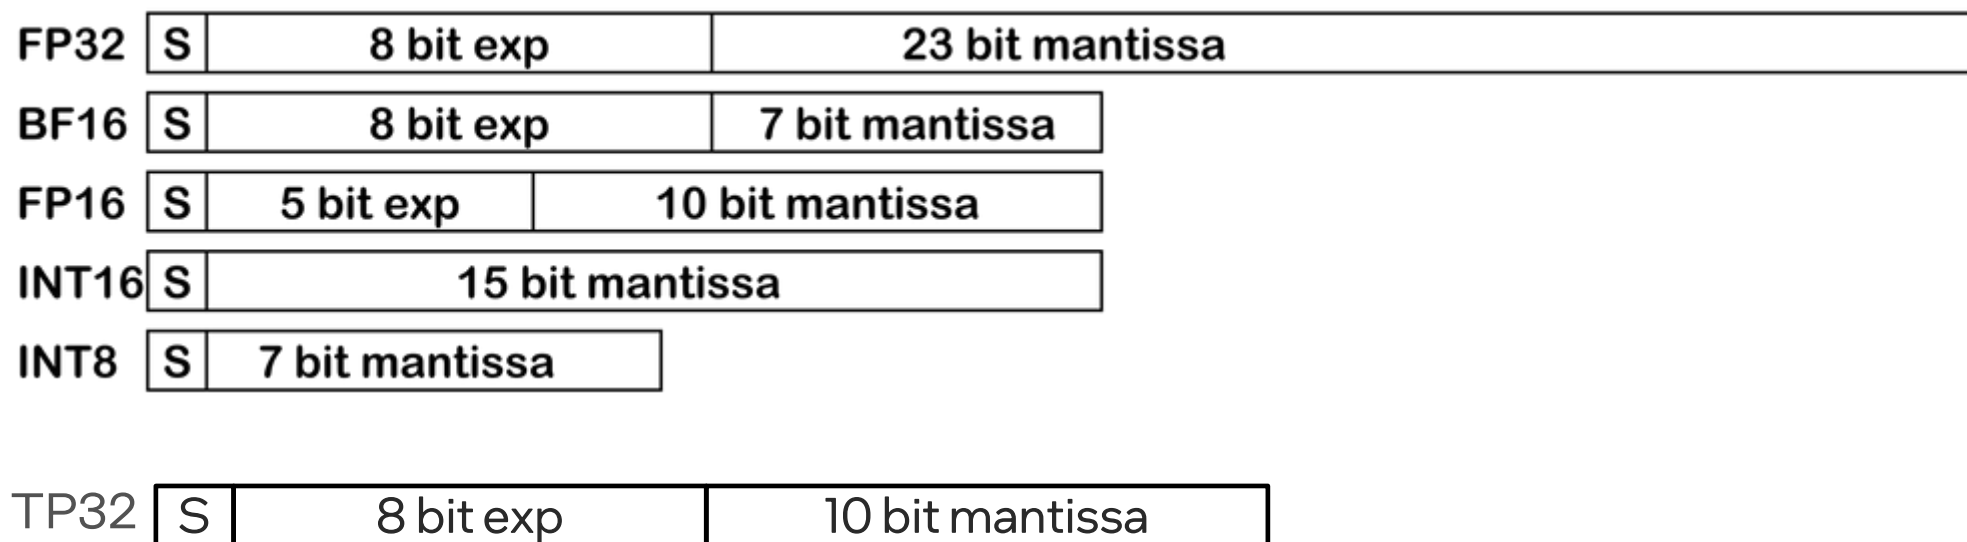 FP32 S 8 bit exp 23 bit mantissa
BF16 S 8 bit exp 7 bit mantissa
FP16 S 5 bit exp 10 bit mantissa
INT16 S 15 bit mantissa
INT8 S 7 bit mantissa
TP32 S 8 bit exp 10 bit mantissa